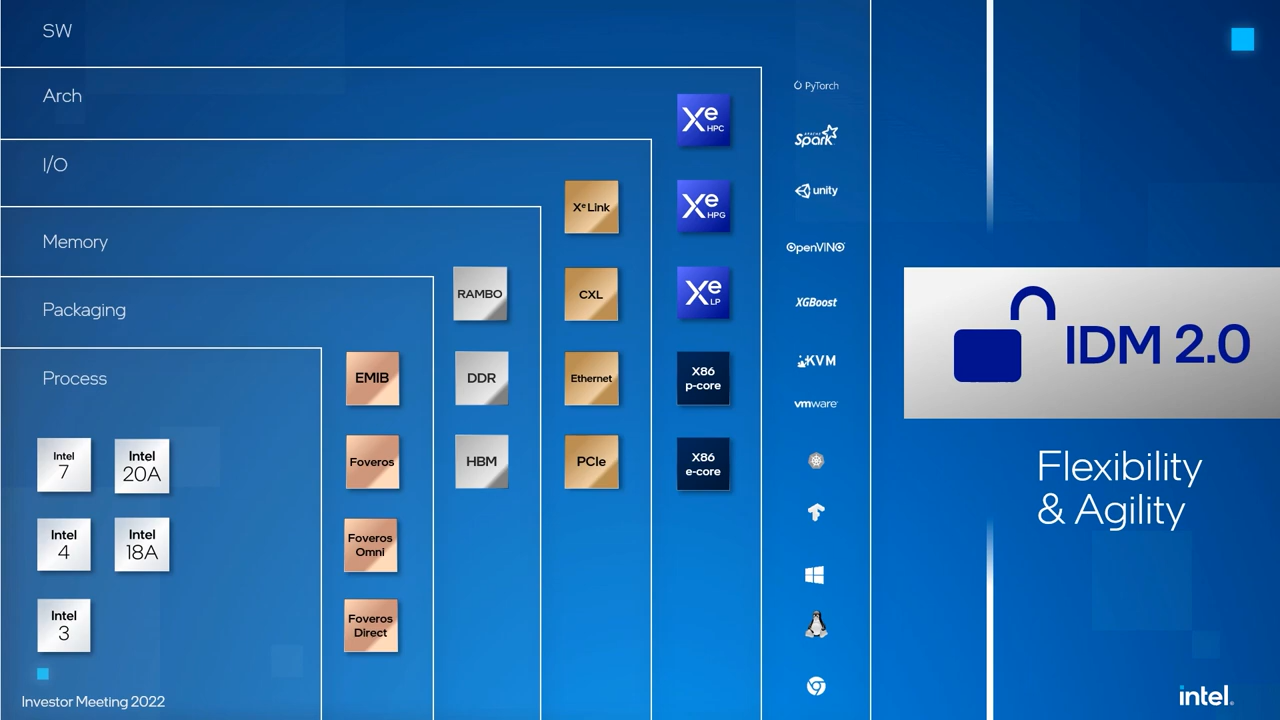 SW
Arch
I/O
Memory
Packaging
Process
Intel
7
Intel
20A
Intel
4
Intel
18A
Intel
3
EMIB
Foveros
Foveros
Omni
Foveros
Direct
RAMBO
DDR
HBM
Xe Link
CXL
Ethernet
PCIe
Xe
HPC
Xe
HPG
Xe
LP
X86
p-core
X86
e-core
PyTorch
APACHE
Spark
unity
OpenVINO
XGBoost
KVM
vmware
IDM 2.0
Flexibility
& Agility
Investor Meeting 2022
intel.